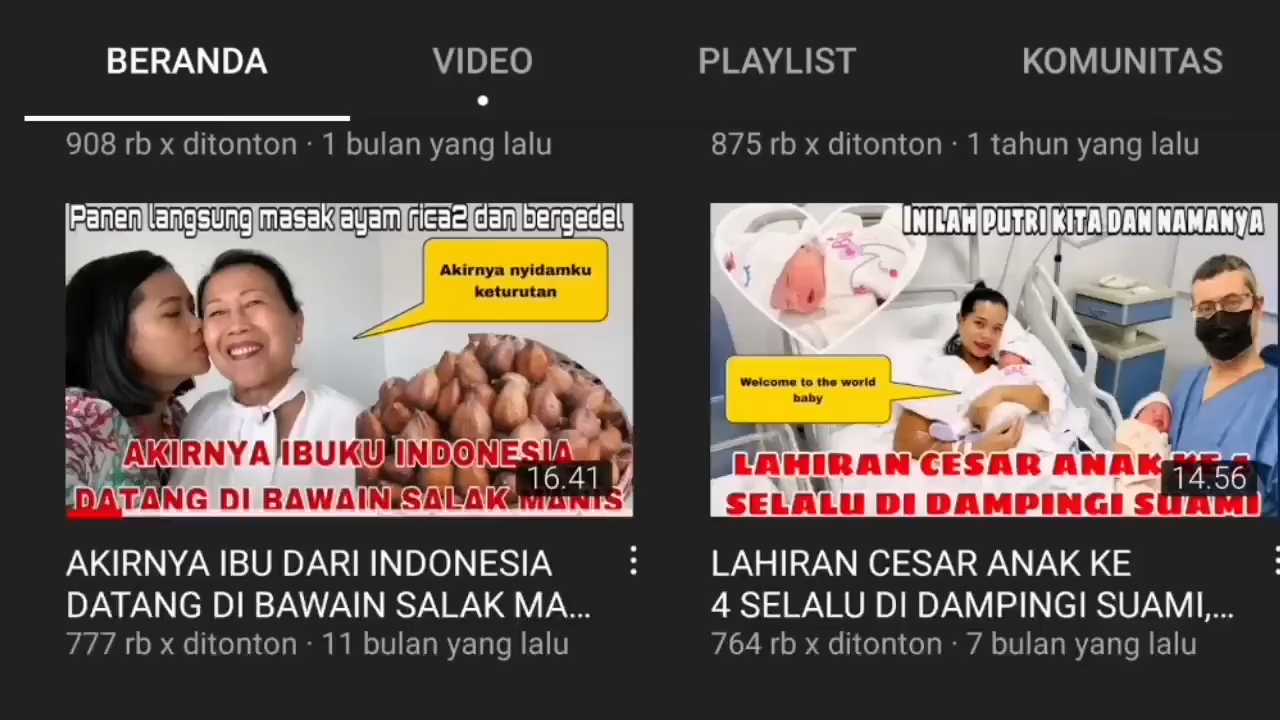 BERANDA VIDEO PLAYLIST KOMUNITAS
908 rb x ditonton · 1 bulan yang lalu
875 rb x ditonton · 1 tahun yang lalu
Panen langsung masak ayam rica2 dan bergedel
Akirnya nyidamku
keturutan
AKIRNYA IBUKU INDONESIA
DATANG DI BAWAIN SALAK MANIS
16.41
INILAH PUTRI KITA DAN NAMANYA
Welcome to the world
baby
LAHIRAN CESAR ANAK KE 4
SELALU DI DAMPINGI SUAMI
14.56
AKIRNYA IBU DARI INDONESIA
DATANG DI BAWAIN SALAK MA...
777 rb x ditonton · 11 bulan yang lalu
LAHIRAN CESAR ANAK KE
4 SELALU DI DAMPINGI SUAMI,...
764 rb x ditonton · 7 bulan yang lalu